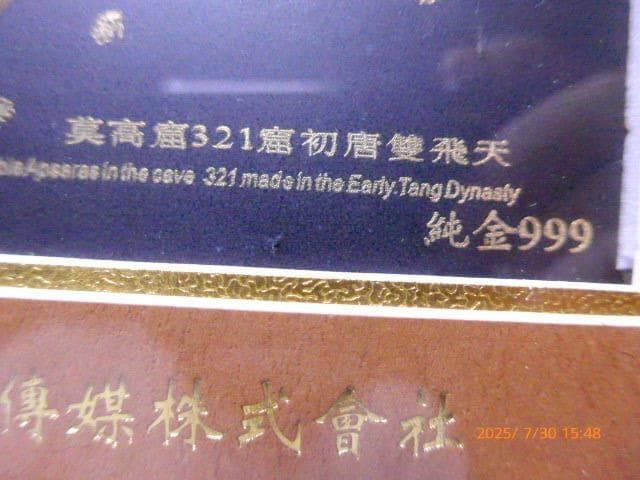 莫高窟321窟初唐雙飛天
Apsaras in the cave 321 made in the Early Tang Dynasty
純金999
傳媒株式會社
2025/ 7/30 15:48